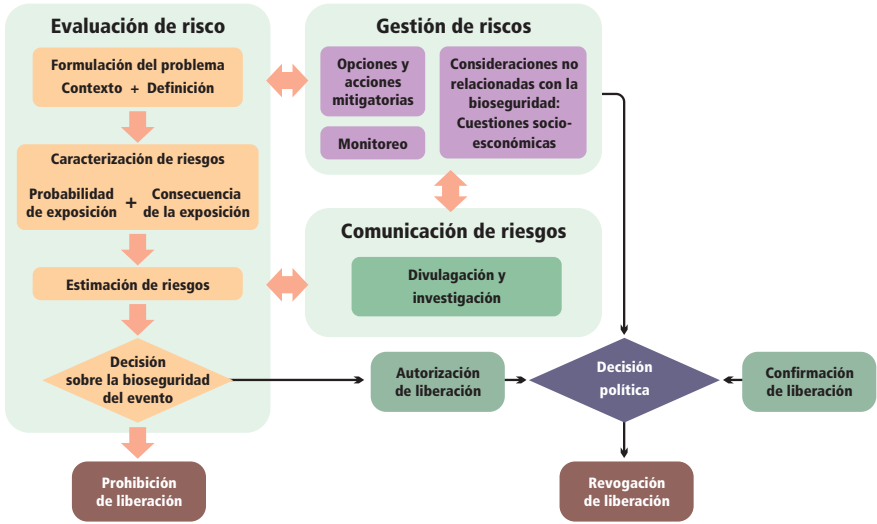 Evaluación de risco
Formulación del problema
Contexto + Definición
Caracterización de riesgos
Probabilidad
de exposición
+
Consecuencia
de la exposición
Estimación de riesgos
Decisión
sobre la bioseguridad
del evento
Prohibición
de liberación
Gestión de riscos
Opciones y
acciones
mitigatorias
Monitoreo
Consideraciones no
relacionadas con la
bioseguridad:
Cuestiones socio-
económicas
Comunicación de riesgos
Divulagación y
investigación
Autorización
de liberación
Decisión
política
Confirmación
de liberación
Revogación
de liberación